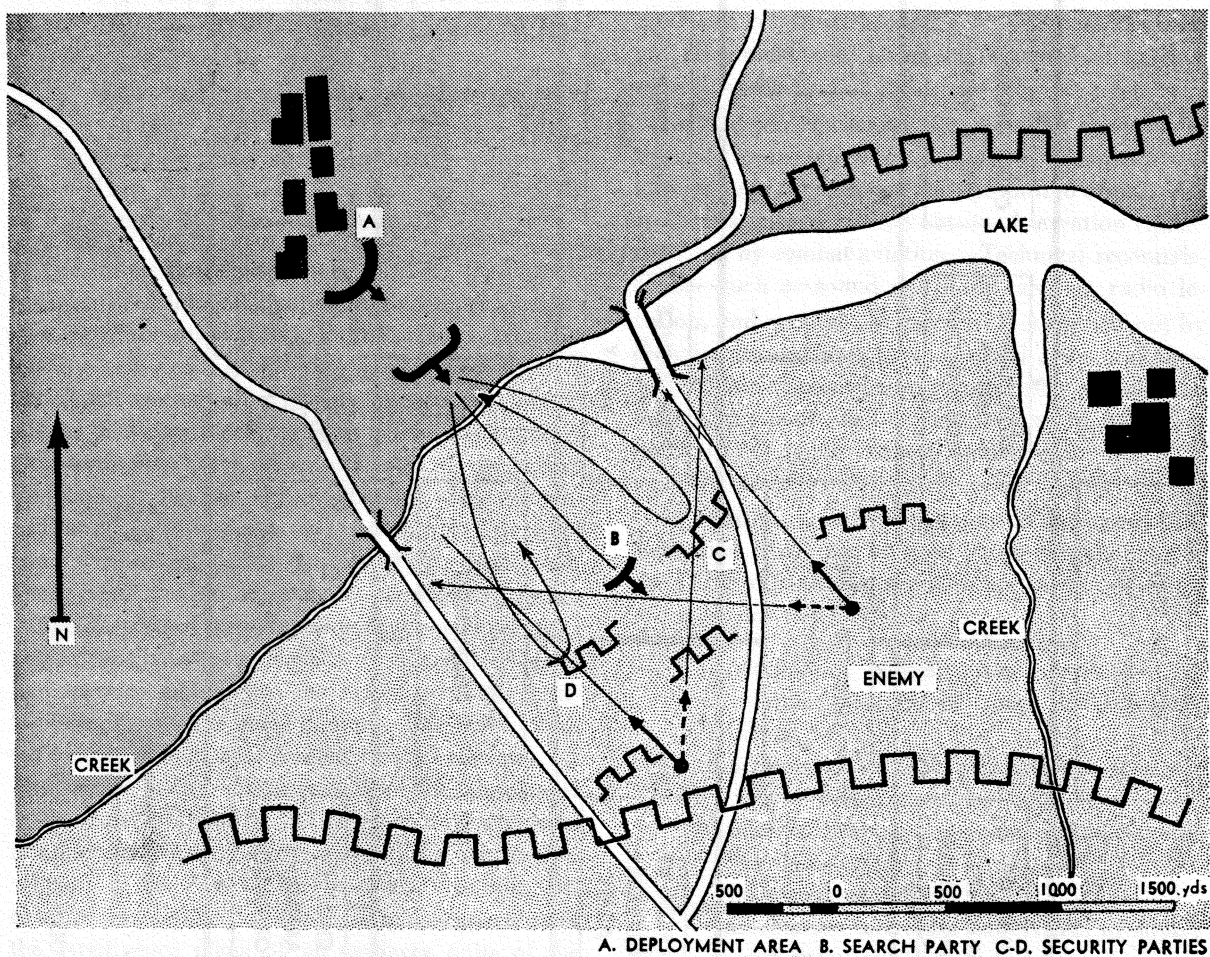 A
LAKE
B
C
N
CREEK
ENEMY
D
CREEK
500 0 500 1000 1500 yds
A. DEPLOYMENT AREA B. SEARCH PARTY C-D. SECURITY PARTIES